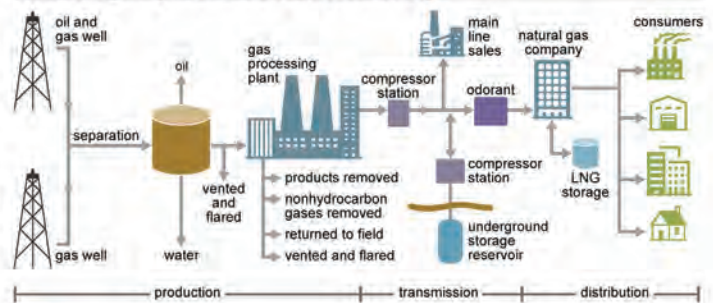 oil and
gas well
oil
separation
gas well
water
vented
and
flared
gas
processing
plant
products removed
nonhydrocarbon
gases removed
returned to field
vented and flared
compressor
station
main
line
sales
odorant
compressor
station
underground
storage
reservoir
natural gas
company
LNG
storage
consumers
production
transmission
distribution